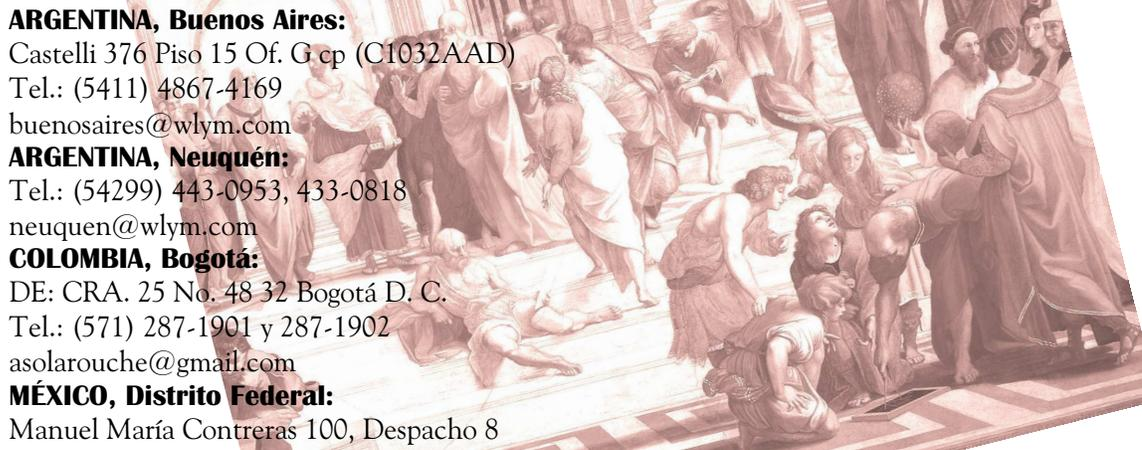 ARGENTINA, Buenos Aires:
Castelli 376 Piso 15 Of. G cp (C1032AAD)
Tel.: (5411) 4867-4169
buenosaires@wlym.com
ARGENTINA, Neuquén:
Tel.: (54299) 443-0953, 433-0818
neuquen@wlym.com
COLOMBIA, Bogotá:
DE: CRA. 25 No. 48 32 Bogotá D. C.
Tel.: (571) 287-1901 y 287-1902
asolarouche@gmail.com
MÉXICO, Distrito Federal:
Manuel María Contreras 100, Despacho 8